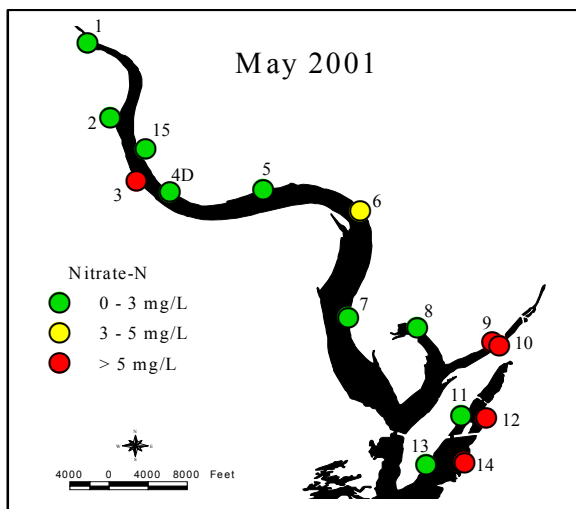 1
May 2001
2
15
3
4D
5
6
Nitrate-N
0 - 3 mg/L
3 - 5 mg/L
> 5 mg/L
7
8
9
10
11
12
13
14
N
W E
S
4000 0 4000 8000 Feet